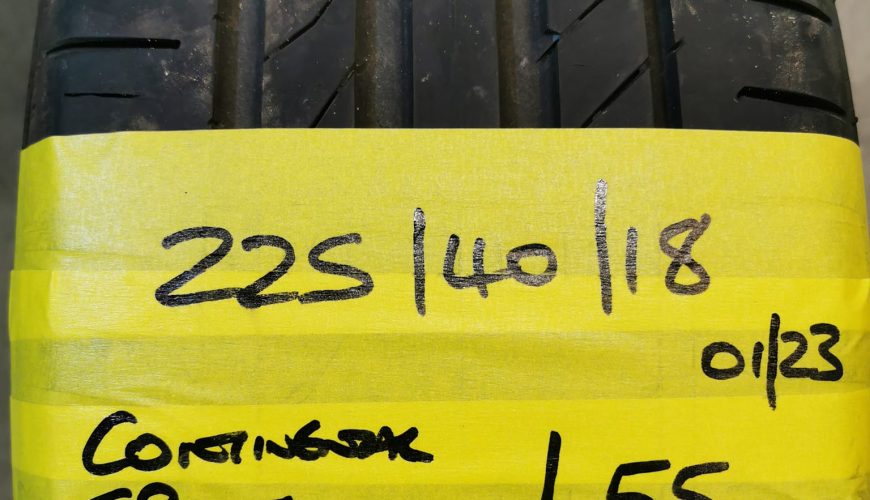 225/40/18
01/23
CONTINENTAL
/55